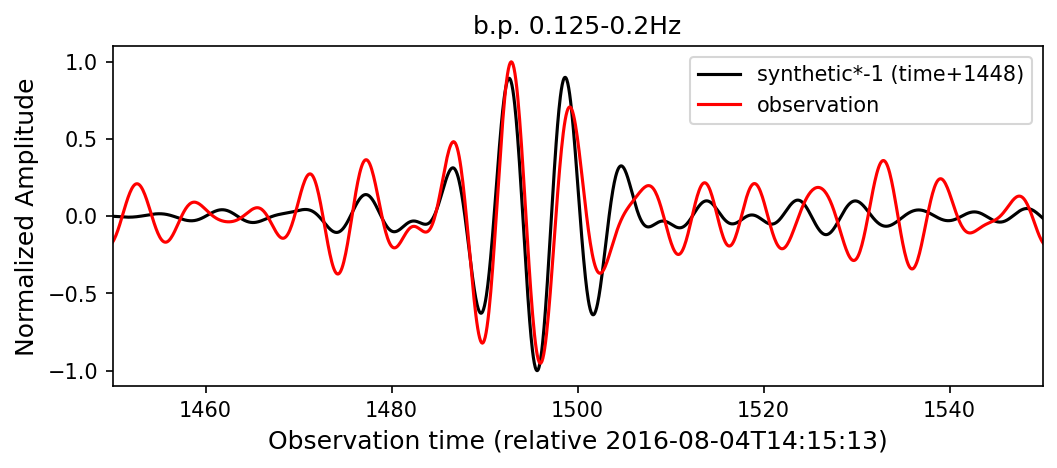 b.p. 0.125-0.2Hz
synthetic*-1 (time+1448)
observation
Normalized Amplitude
1.0
0.5
0.0
−0.5
−1.0
1460 1480 1500 1520 1540
Observation time (relative 2016-08-04T14:15:13)